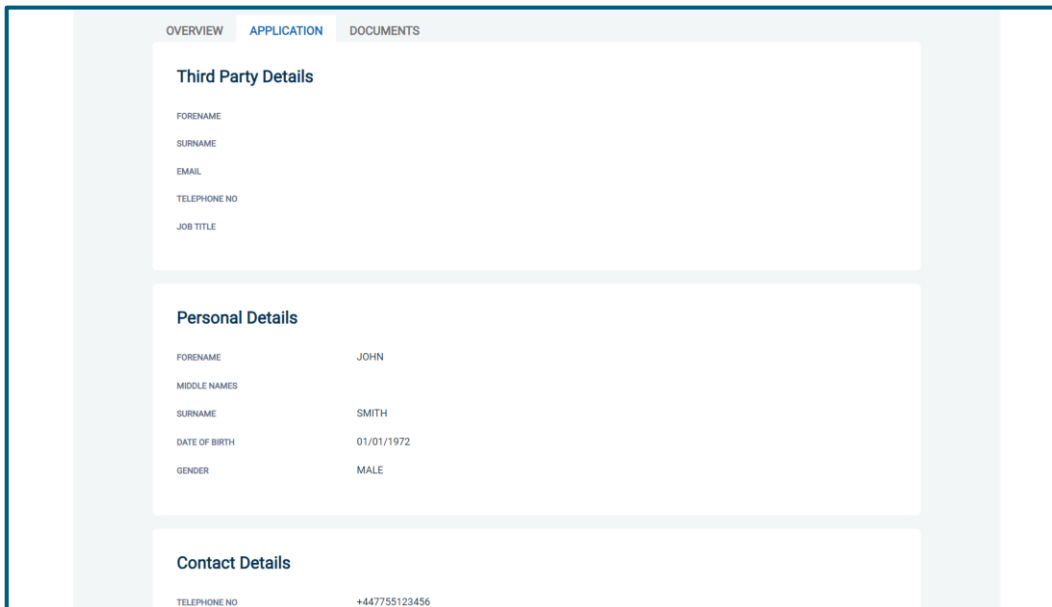 OVERVIEW APPLICATION DOCUMENTS
Third Party Details
FORENAME
SURNAME
EMAIL
TELEPHONE NO
JOB TITLE
Personal Details
FORENAME JOHN
MIDDLE NAMES
SURNAME SMITH
DATE OF BIRTH 01/01/1972
GENDER MALE
Contact Details
TELEPHONE NO +447755123456